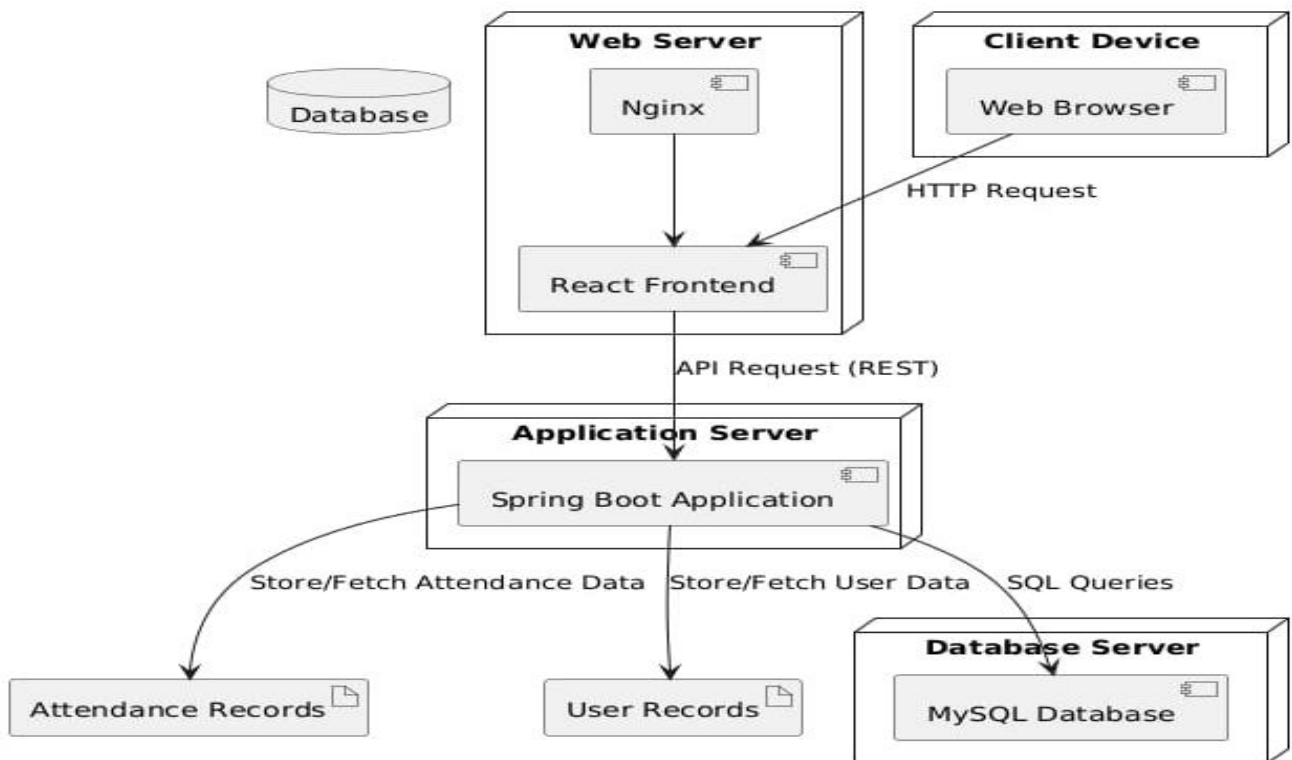 Web Server
Client Device
Database
Nginx
Web Browser
HTTP Request
React Frontend
API Request (REST)
Application Server
Spring Boot Application
Store/Fetch Attendance Data
Store/Fetch User Data
SQL Queries
Database Server
Attendance Records
User Records
MySQL Database